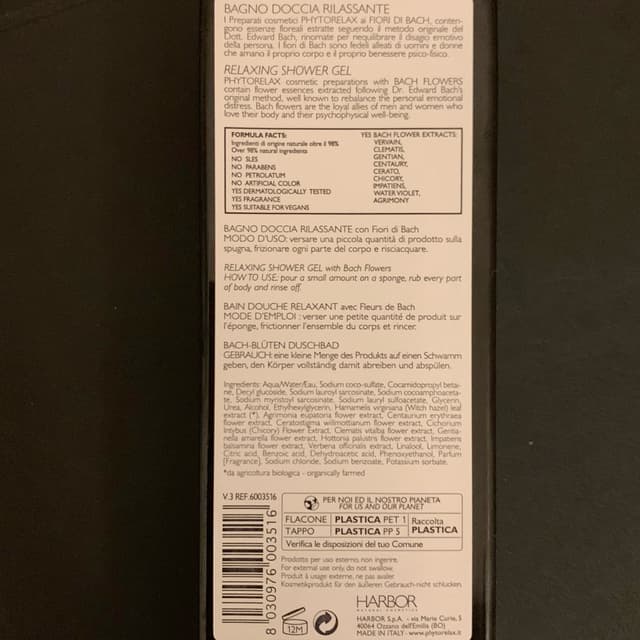 BAGNO DOCCIA RILASSANTE
I Preparati cosmetici PHYTORELAX ai FIORI DI BACH, conten-
gono essenze floreali estratte seguendo il metodo originale del
Dott. Edward Bach, rinomate per riequilibrare il disagio emotivo
della persona. I fiori di Bach sono fedeli alleati di uomini e donne
che amano il proprio corpo e il proprio benessere psico-fisico.
RELAXING SHOWER GEL
PHYTORELAX cosmetic preparations with BACH FLOWERS
contain flower essences extracted following Dr. Edward Bach's
original method, well known to rebalance the personal emotional
distress. Bach flowers are the loyal allies of men and women who
love their body and their psychophysical well-being.
FORMULA FACTS:
Ingredienti di origine naturale oltre il 98%
Over 98% natural ingredients
NO SLES
NO PARABENS
NO PETROLATUM
NO ARTIFICIAL COLOR
YES DERMATOLOGICALLY TESTED
YES FRAGRANCE
YES SUITABLE FOR VEGANS
YES BACH FLOWER EXTRACTS:
VERVAIN,
CLEMATIS,
GENTIAN,
CENTAURY,
CERATO,
CHICORY,
IMPATIENS,
WATER VIOLET,
AGRIMONY
BAGNO DOCCIA RILASSANTE con Fiori di Bach
MODO D'USO: versare una piccola quantità di prodotto sulla
spugna, frizionare ogni parte del corpo e risciacquare.
RELAXING SHOWER GEL with Bach Flowers
HOW TO USE: pour a small amount on a sponge, rub every part
of body and rinse off.
BAIN DOUCHE RELAXANT avec Fleurs de Bach
MODE D'EMPLOI : verser une petite quantité de produit sur
l'éponge, frictionner l'ensemble du corps et rincer.
BACH-BLÜTEN DUSCHBAD
GEBRAUCH: eine kleine Menge des Produkts auf einen Schwamm
geben, den Körper vollständig damit abreiben und abspülen.
Ingredients: Aqua/Water/Eau, Sodium coco-sulfate, Cocamidopropyl betai-
ne, Decyl glucoside, Sodium lauroyl sarcosinate, Sodium cocoamphoaceta-
te, Sodium myristoyl sarcosinate, Sodium lauryl sulfoacetate, Glycerin,
Urea, Alcohol, Ethylhexylglycerin, Hamamelis virginiana (Witch hazel) leaf
extract (*), Agrimonia eupatoria flower extract, Centaurium erythraea
flower extract, Ceratostigma willmottianum flower extract, Cichorium
Intybus (Chicory) Flower Extract, Clematis vitalba flower extract, Gentia-
nella amarella flower extract, Hottonia palustris flower extract, Impatiens
balsamina flower extract, Verbena officinalis extract, Linalool, Limonene,
Citric acid, Benzoic acid, Dehydroacetic acid, Phenoxyethanol, Parfum
[Fragrance], Sodium chloride, Sodium benzoate, Potassium sorbate.
*da agricoltura biologica - organically farmed
V.3 REF.6003516
PER NOI ED IL NOSTRO PIANETA
FOR US AND OUR PLANET
FLACONE PLASTICA PET 1 Raccolta
TAPPO PLASTICA PP 5 PLASTICA
Verifica le disposizioni del tuo Comune
Prodotto per uso esterno, non ingerire.
For external use only, do not swallow.
Produit à usage externe, ne pas avaler.
Kosmetikprodukt für den äußeren Gebrauch-nicht schlucken.
8 030976 003516
12M
HARBOR
NATURAL COSMETICS
HARBOR S.p.A. - via Marie Curie, 5
40064 Ozzano dell'Emilia (BO)
MADE IN ITALY - www.phytorelax.it